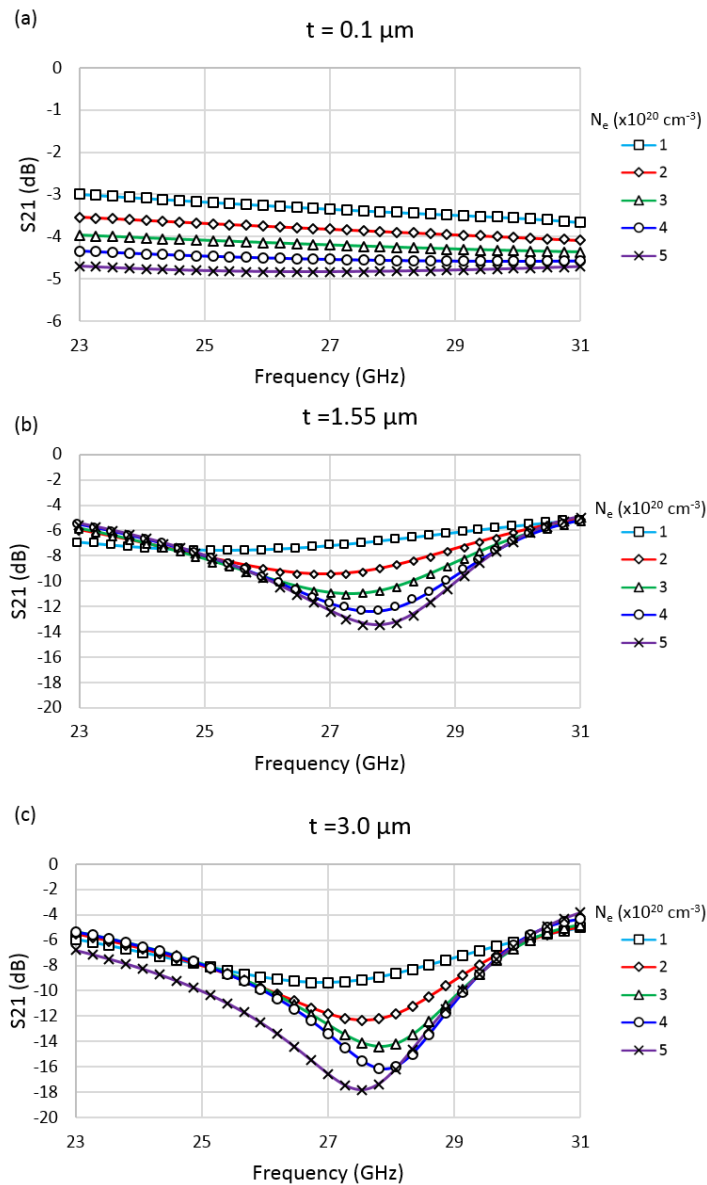 (a)
t = 0.1 µm
0
-1
-2
-3
-4
-5
-6
S21 (dB)
23 25 27 29 31
Frequency (GHz)
Nₑ (x10²⁰ cm⁻³)
1
2
3
4
5
(b)
t =1.55 µm
0
-2
-4
-6
-8
-10
-12
-14
-16
-18
-20
S21 (dB)
23 25 27 29 31
Frequency (GHz)
Nₑ (x10²⁰ cm⁻³)
1
2
3
4
5
(c)
t =3.0 µm
0
-2
-4
-6
-8
-10
-12
-14
-16
-18
-20
S21 (dB)
23 25 27 29 31
Frequency (GHz)
Nₑ (x10²⁰ cm⁻³)
1
2
3
4
5